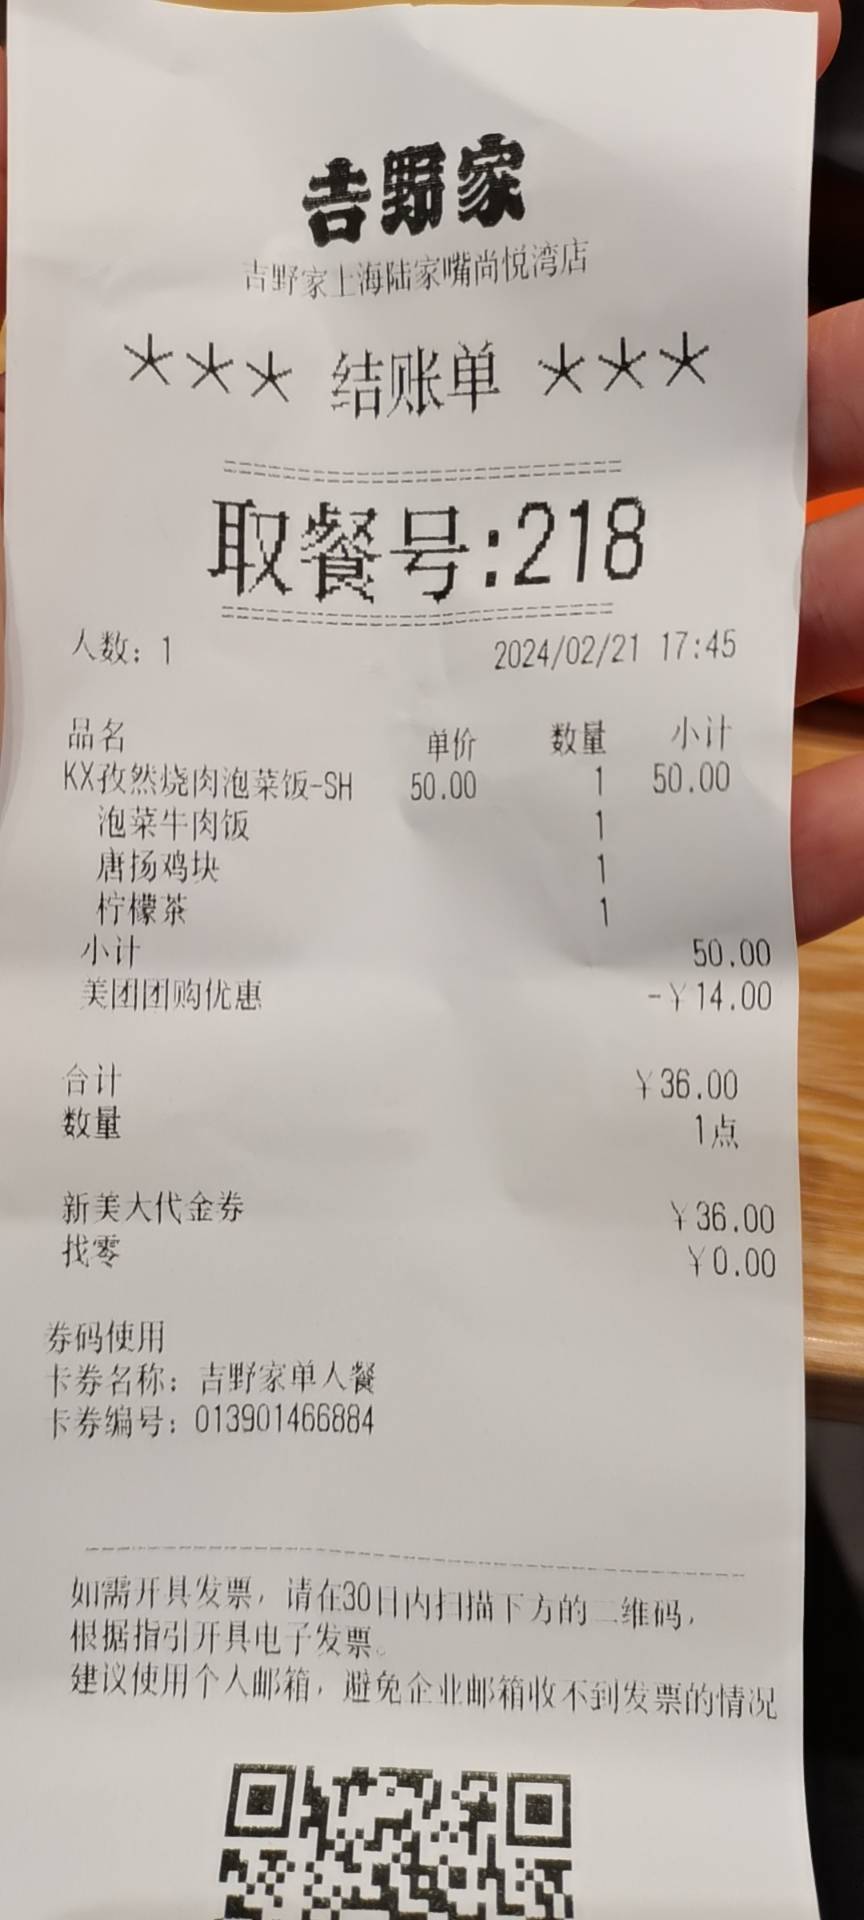 吉野家
吉野家上海陆家嘴尚悦湾店
*** 结账单 ***
取餐号:218
人数: 1 2024/02/21 17:45
品名 单价 数量 小计
KX孜然烧肉泡菜饭-SH 50.00 1 50.00
泡菜牛肉饭 1
唐扬鸡块 1
柠檬茶 1
小计 50.00
美团团购优惠 -￥14.00
合计 ￥36.00
数量 1点
新美大代金券 ￥36.00
找零 ￥0.00
券码使用
卡券名称: 吉野家单人餐
卡券编号: 013901466884
如需开具发票, 请在30日内扫描下方的二维码,
根据指引开具电子发票。
建议使用个人邮箱, 避免企业邮箱收不到发票的情况